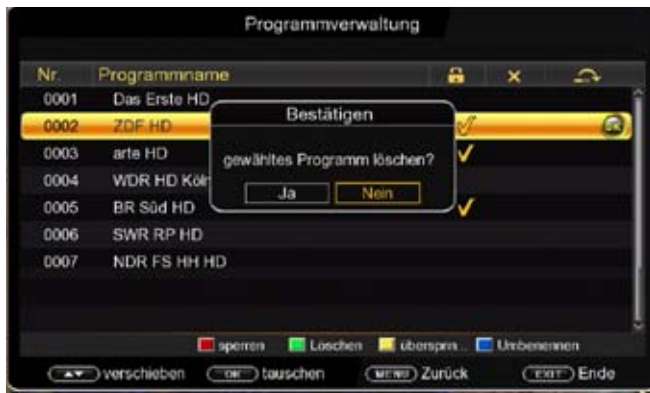 Programmverwaltung
Nr. Programmname
0001 Das Erste HD
0002 ZDF HD
0003 arte HD
0004 WDR HD Köln
0005 BR Süd HD
0006 SWR RP HD
0007 NDR FS HH HD
Bestätigen
gewähltes Programm löschen?
Ja Nein
sperren Löschen übersprin... Umbenennen
▲▼ verschieben OK tauschen MENU Zurück EXIT Ende